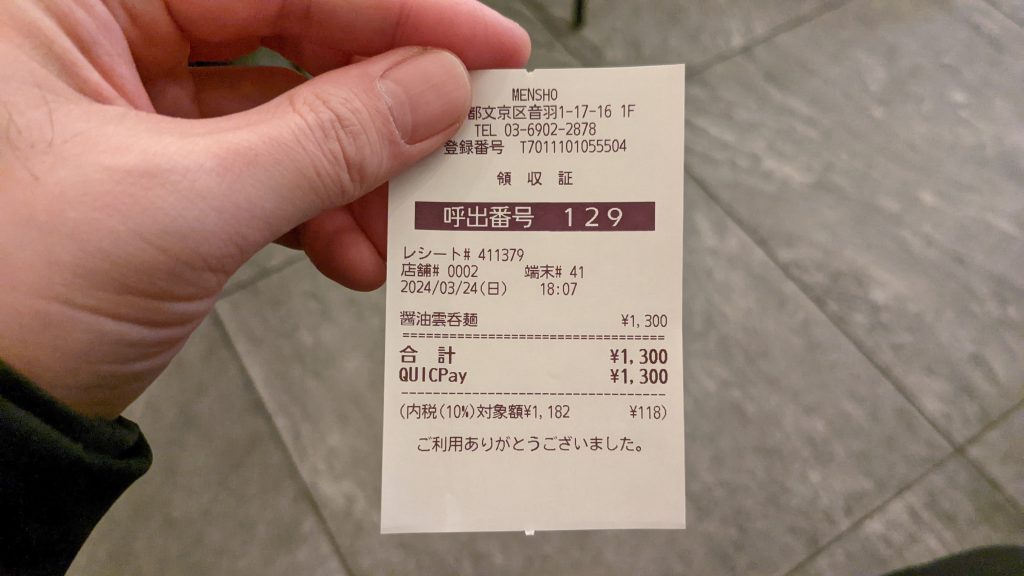 MENSHO
都文京区音羽1-17-16 1F
TEL 03-6902-2878
登録番号 T7011101055504
領 収 証
呼出番号 129
レシート# 411379
店舗# 0002 端末# 41
2024/03/24(日) 18:07
醤油雲呑麺 ¥1,300
合 計 ¥1,300
QUICPay ¥1,300
(内税(10%)対象額¥1,182 ¥118)
ご利用ありがとうございました。